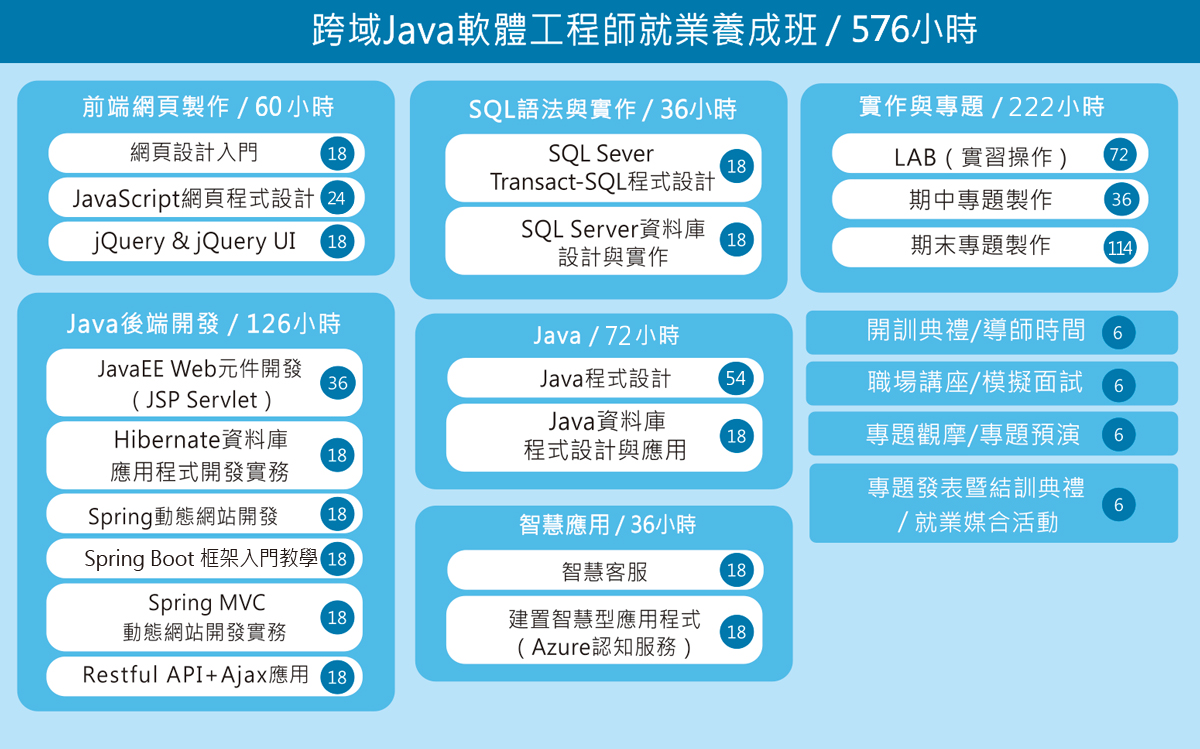 跨域Java軟體工程師就業養成班 / 576小時
前端網頁製作 / 60小時
網頁設計入門 18
JavaScript網頁程式設計 24
jQuery & jQuery UI 18
Java後端開發 / 126小時
JavaEE Web元件開發
( JSP Servlet ) 36
Hibernate資料庫
應用程式開發實務 18
Spring動態網站開發 18
Spring Boot 框架入門教學 18
Spring MVC
動態網站開發實務 18
Restful API+Ajax應用 18
SQL語法與實作 / 36小時
SQL Sever
Transact-SQL程式設計 18
SQL Server資料庫
設計與實作 18
Java / 72小時
Java程式設計 54
Java資料庫
程式設計與應用 18
智慧應用 / 36小時
智慧客服 18
建置智慧型應用程式
( Azure認知服務 ) 18
實作與專題 / 222小時
LAB ( 實習操作 ) 72
期中專題製作 36
期末專題製作 114
開訓典禮/導師時間 6
職場講座/模擬面試 6
專題觀摩/專題預演 6
專題發表暨結訓典禮
/ 就業媒合活動 6